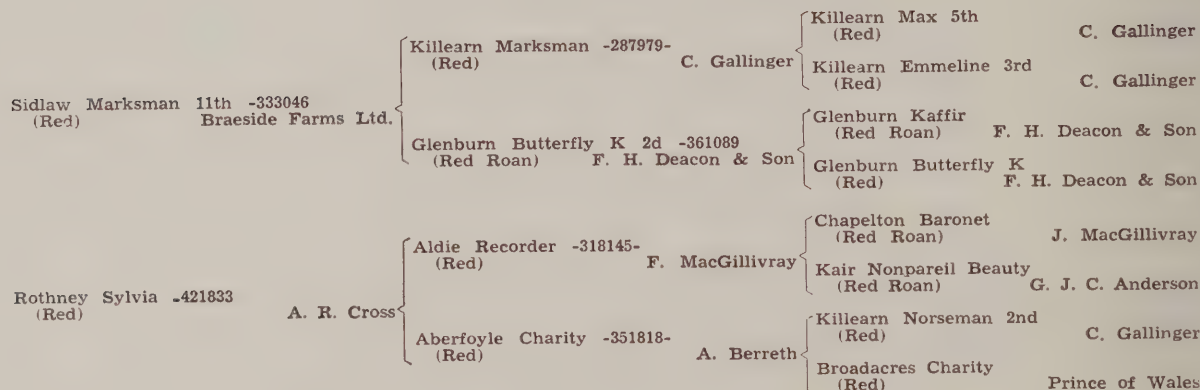 Sidlaw Marksman 11th -333046
(Red) Braeside Farms Ltd.
Killearn Marksman -287979-
(Red) C. Gallinger
Killearn Max 5th
(Red) C. Gallinger
Killearn Emmeline 3rd
(Red) C. Gallinger
Glenburn Butterfly K 2d -361089
(Red Roan) F. H. Deacon & Son
Glenburn Kaffir
(Red Roan) F. H. Deacon & Son
Glenburn Butterfly K
(Red) F. H. Deacon & Son
Rothney Sylvia -421833
(Red) A. R. Cross
Aldie Recorder -318145-
(Red) F. MacGillivray
Chapelton Baronet
(Red Roan) J. MacGillivray
Kair Nonpareil Beauty
(Red Roan) G. J. C. Anderson
Aberfoyle Charity -351818-
(Red) A. Berreth
Killearn Norseman 2nd
(Red) C. Gallinger
Broadacres Charity
(Red) Prince of Wales